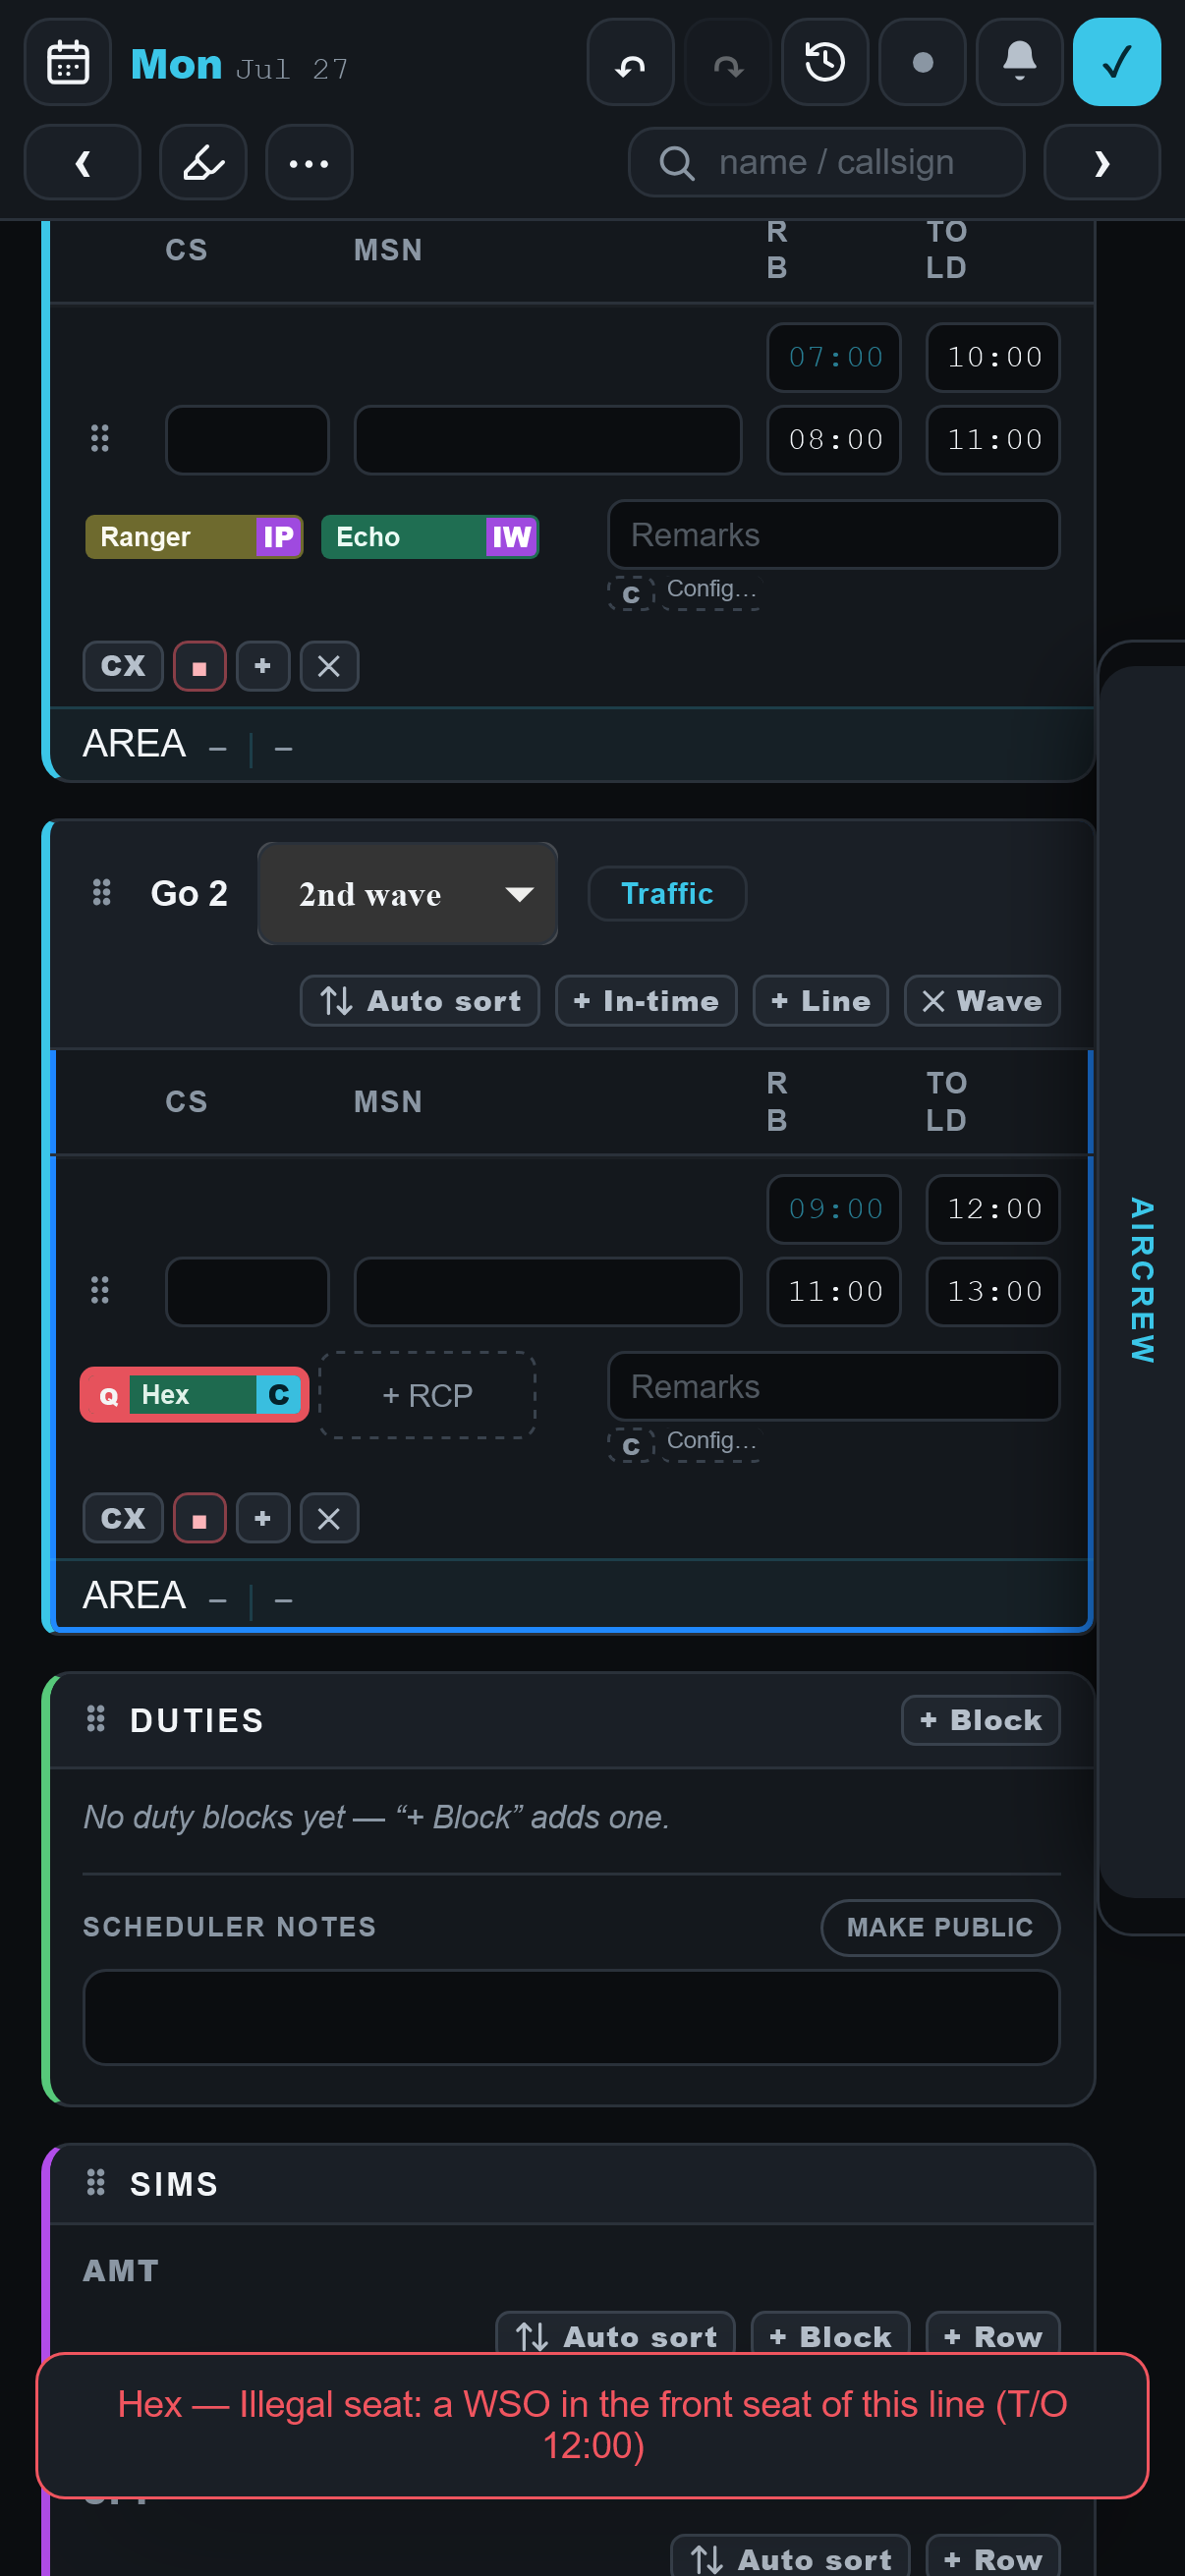 Mon Jul 27
name / callsign
CS MSN R TO
B LD
07:00 10:00
08:00 11:00
Ranger IP Echo IW Remarks
C Config...
CX +
AREA – | –
Go 2 2nd wave Traffic
Auto sort + In-time + Line × Wave
CS MSN R TO
B LD
09:00 12:00
11:00 13:00
AIRCREW
Q Hex C + RCP Remarks
C Config...
CX +
AREA – | –
DUTIES + Block
No duty blocks yet — “+ Block” adds one.
SCHEDULER NOTES MAKE PUBLIC
SIMS
AMT
Auto sort + Block + Row
Hex — Illegal seat: a WSO in the front seat of this line (T/O
12:00)
Auto sort + Row